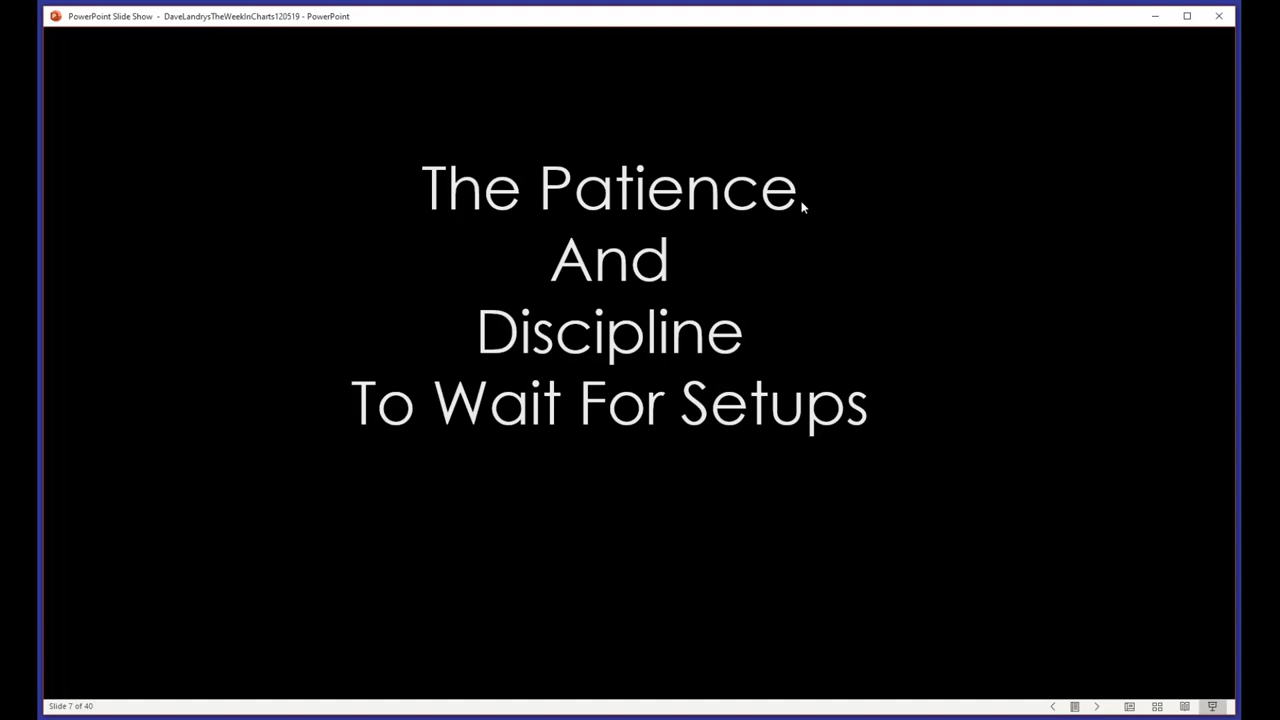 PowerPoint Slide Show - DaveLandrysTheWeekInCharts120519 - PowerPoint
The Patience
And
Discipline
To Wait For Setups
Slide 7 of 40